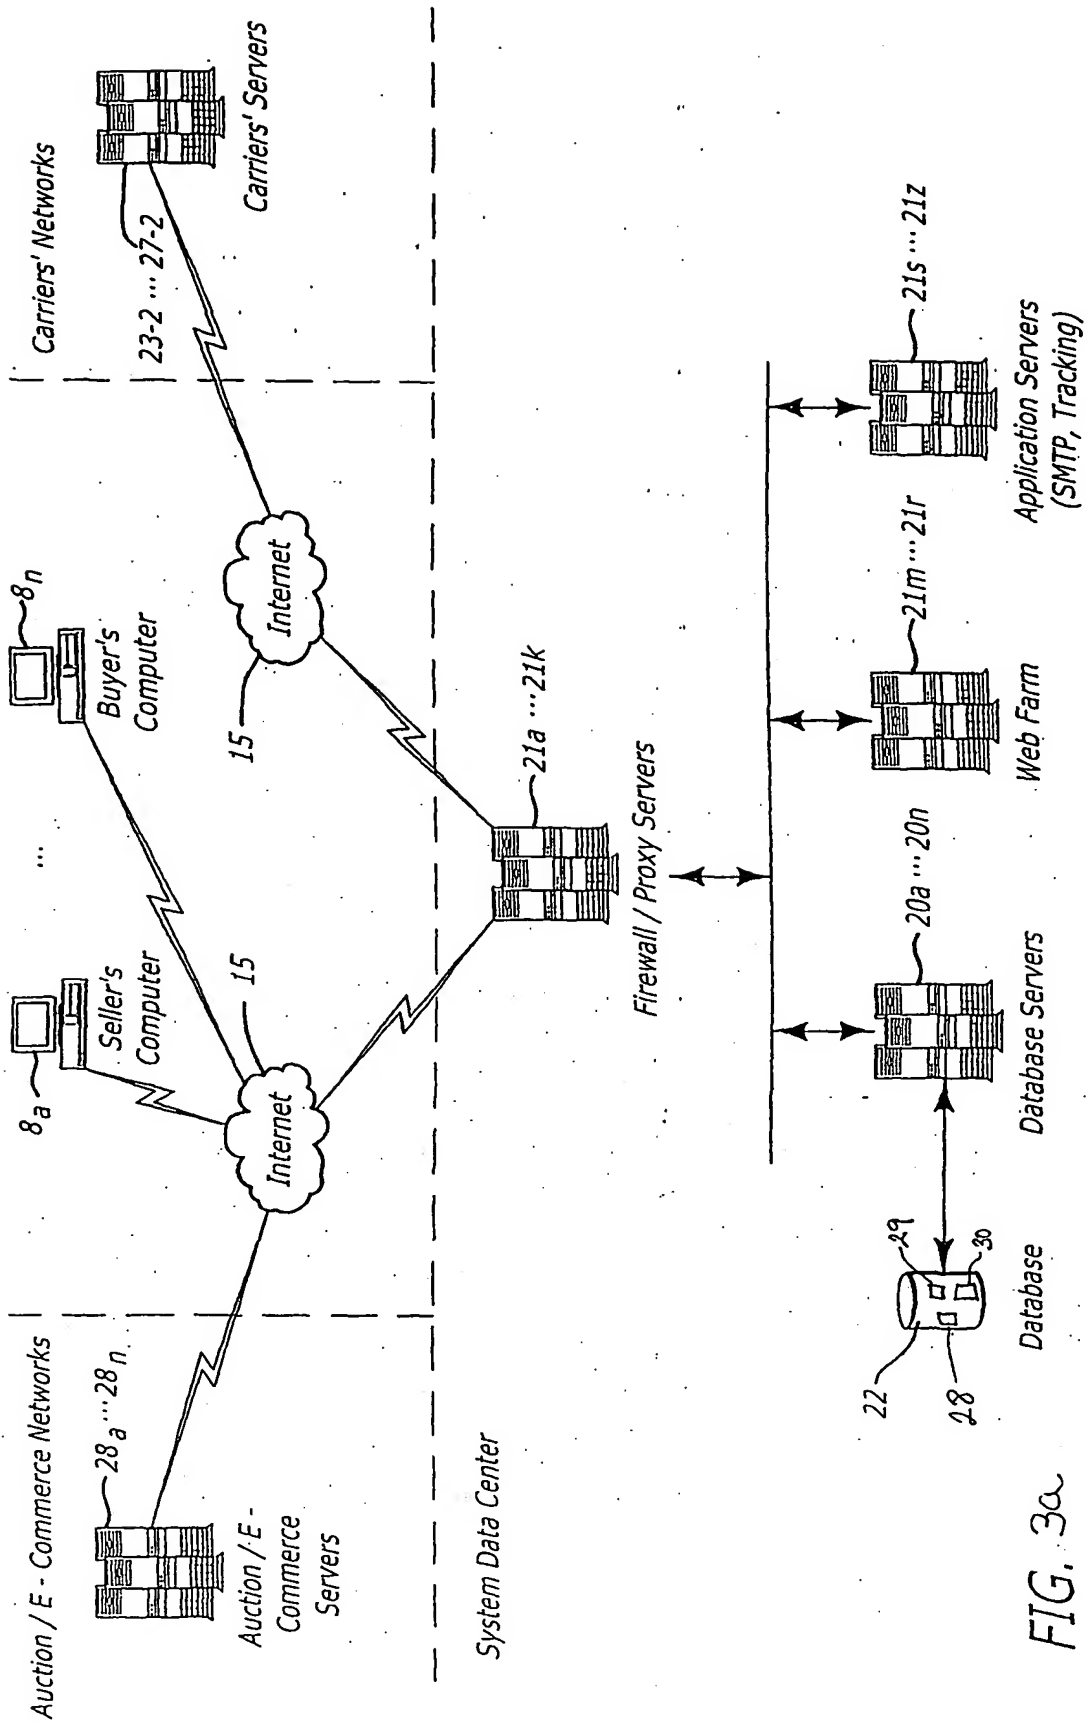 Auction / E - Commerce Networks
Carriers' Networks
8a
Seller's
Computer
...
8n
Buyer's
Computer
28a ... 28n
Auction / E -
Commerce
Servers
23-2 ... 27-2
Carriers' Servers
15
Internet
15
Internet
System Data Center
21a ... 21k
Firewall / Proxy Servers
22
29
28
30
Database
20a ... 20n
Database Servers
21m ... 21r
Web Farm
21s ... 21z
Application Servers
(SMTP, Tracking)
FIG. 3a